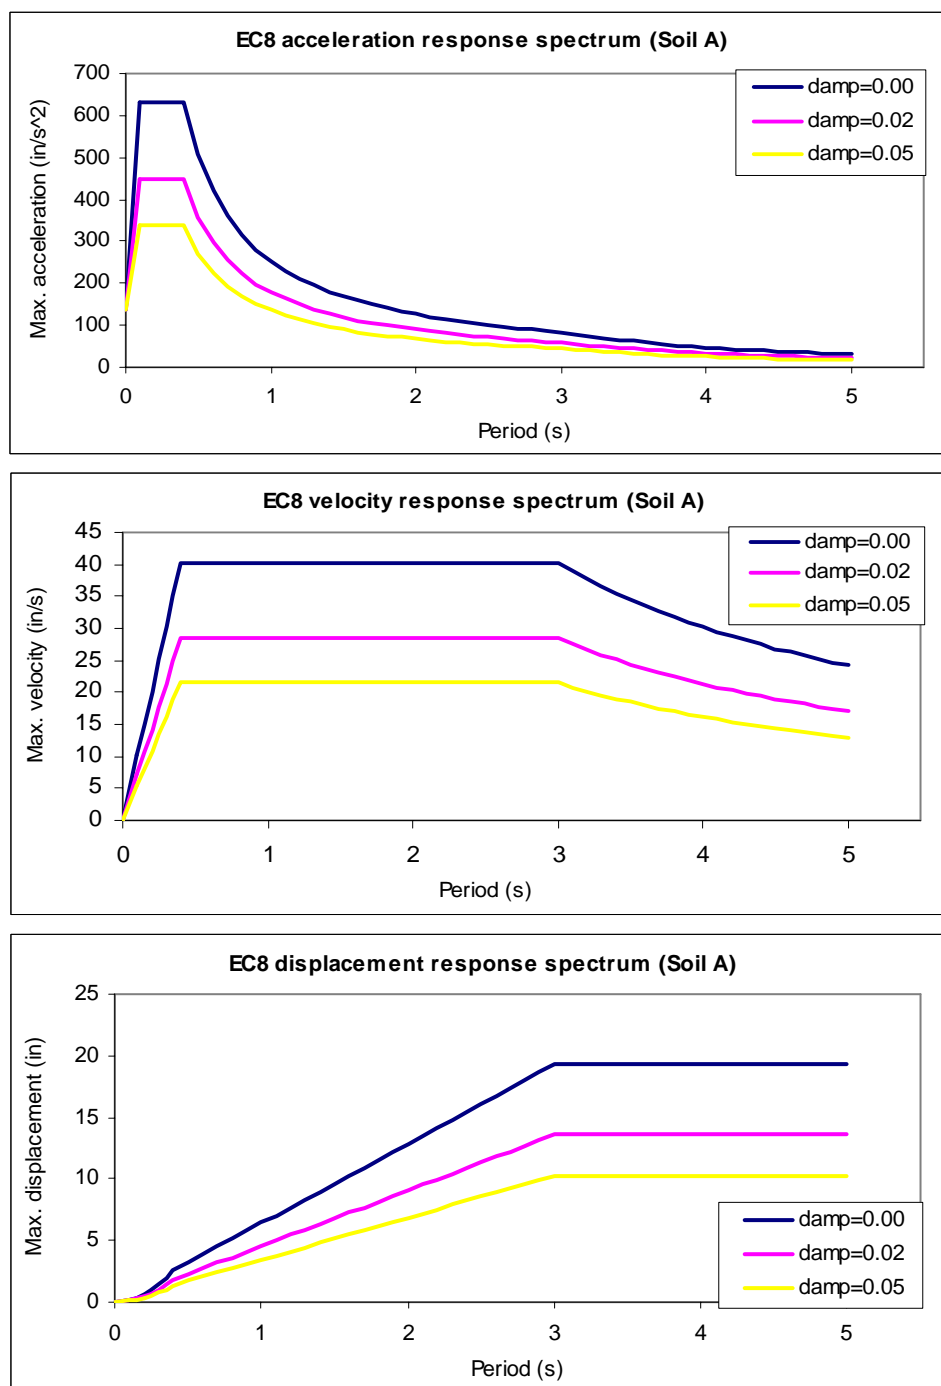 EC8 acceleration response spectrum (Soil A)
700
600
500
400
300
200
100
0
Max. acceleration (in/s^2)
damp=0.00
damp=0.02
damp=0.05
0 1 2 3 4 5
Period (s)
EC8 velocity response spectrum (Soil A)
45
40
35
30
25
20
15
10
5
0
Max. velocity (in/s)
damp=0.00
damp=0.02
damp=0.05
0 1 2 3 4 5
Period (s)
EC8 displacement response spectrum (Soil A)
25
20
15
10
5
0
Max. displacement (in)
damp=0.00
damp=0.02
damp=0.05
0 1 2 3 4 5
Period (s)